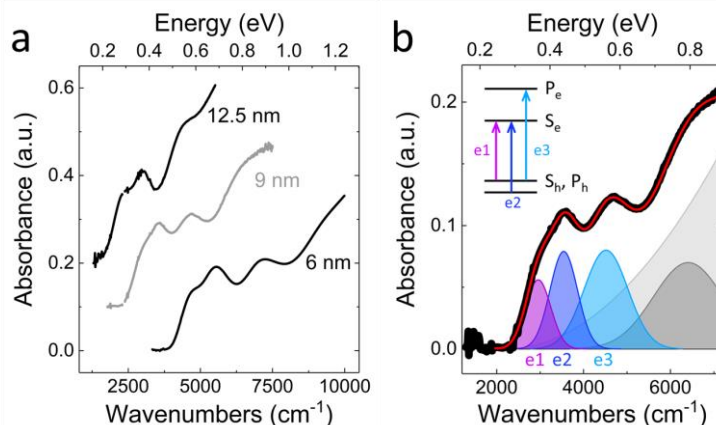 a
Energy (eV)
0.2 0.4 0.6 0.8 1.0 1.2
Absorbance (a.u.)
0.6
0.4
0.2
0.0
12.5 nm
9 nm
6 nm
2500 5000 7500 10000
Wavenumbers (cm⁻¹)
b
Energy (eV)
0.2 0.4 0.6 0.8
Absorbance (a.u.)
0.2
0.1
0.0
Pₑ
Sₑ
e1
e3
Sₕ, Pₕ
e2
e1 e2 e3
2000 4000 6000
Wavenumbers (cm⁻¹)